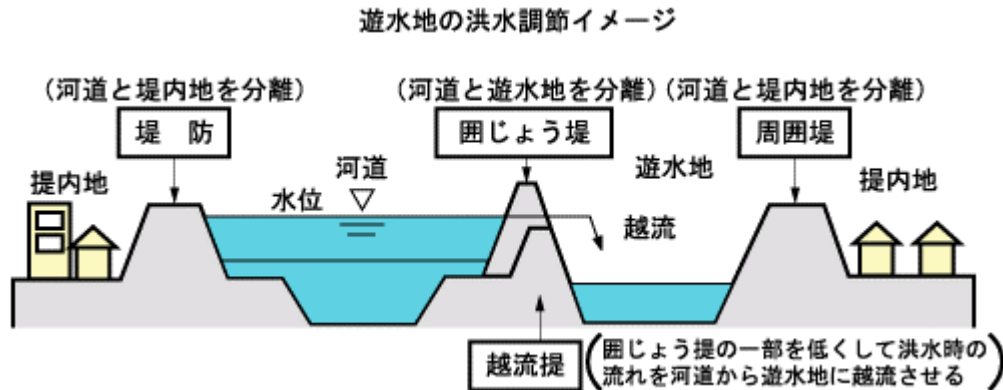 遊水地の洪水調節イメージ
（河道と堤内地を分離）
（河道と遊水地を分離）
（河道と堤内地を分離）
堤　防
囲じょう堤
周囲堤
提内地
水位
河道
遊水地
提内地
越流
越流提
（囲じょう提の一部を低くして洪水時の
流れを河道から遊水地に越流させる）